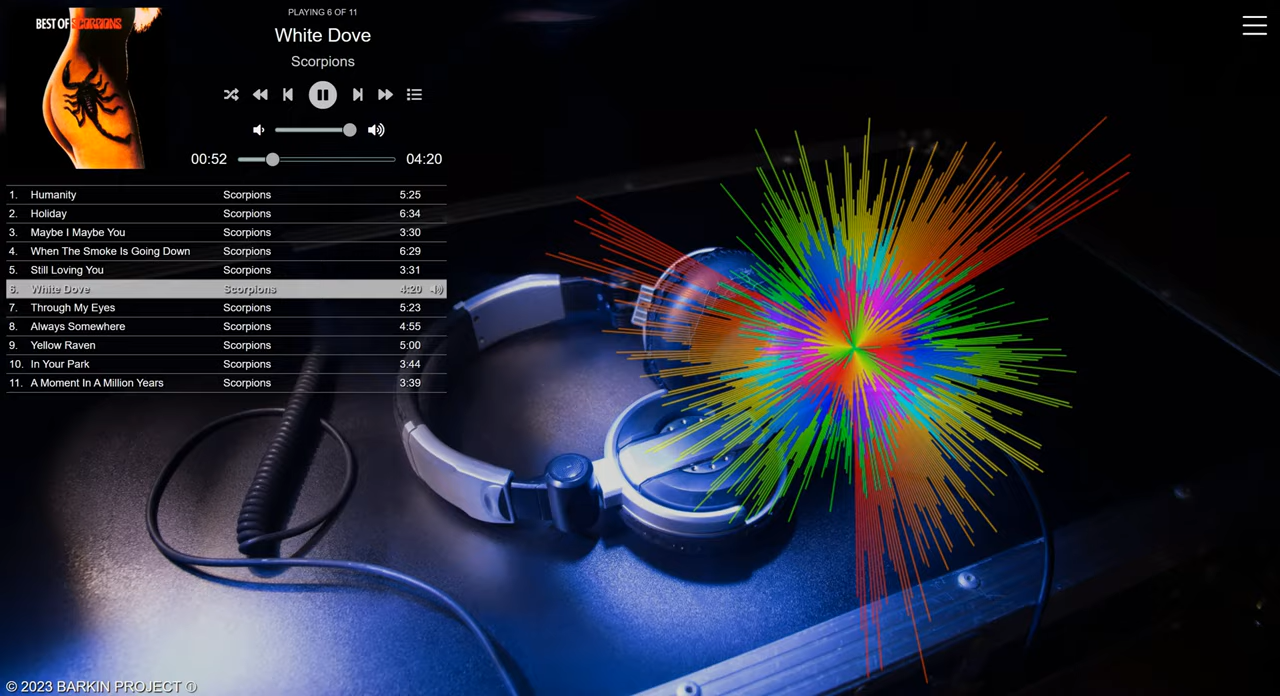 BEST OF SCORPIONS
PLAYING 6 OF 11
White Dove
Scorpions
00:52 04:20
1. Humanity Scorpions 5:25
2. Holiday Scorpions 6:34
3. Maybe I Maybe You Scorpions 3:30
4. When The Smoke Is Going Down Scorpions 6:29
5. Still Loving You Scorpions 3:31
6. White Dove Scorpions 4:20
7. Through My Eyes Scorpions 5:23
8. Always Somewhere Scorpions 4:55
9. Yellow Raven Scorpions 5:00
10. In Your Park Scorpions 3:44
11. A Moment In A Million Years Scorpions 3:39
© 2023 BARKIN PROJECT ⓘ